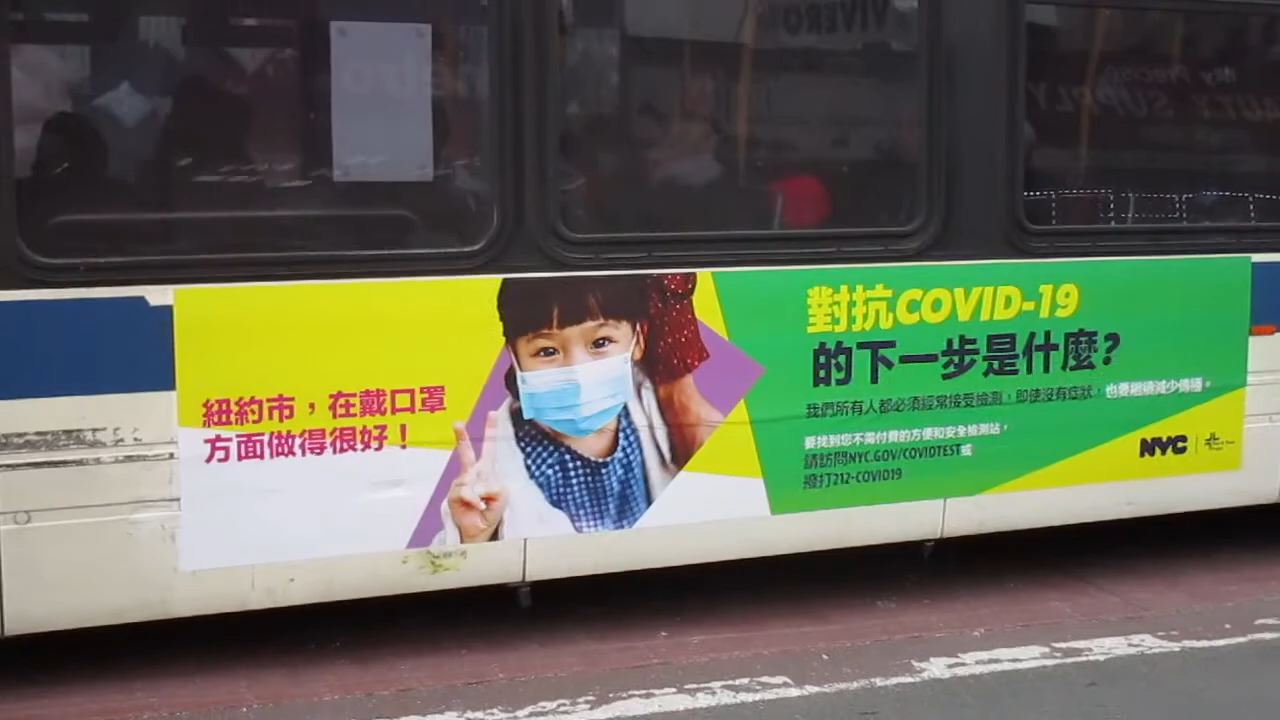 VIVERO
My Precious
BEAUTY SUPPLY
紐約市，在戴口罩
方面做得很好！
對抗COVID-19
的下一步是什麼？
我們所有人都必須經常接受檢測，即使沒有症狀，也要繼續減少傳播。
要找到您不需付費的方便和安全檢測站，
請訪問NYC.GOV/COVIDTEST或
撥打212-COVID19
NYC